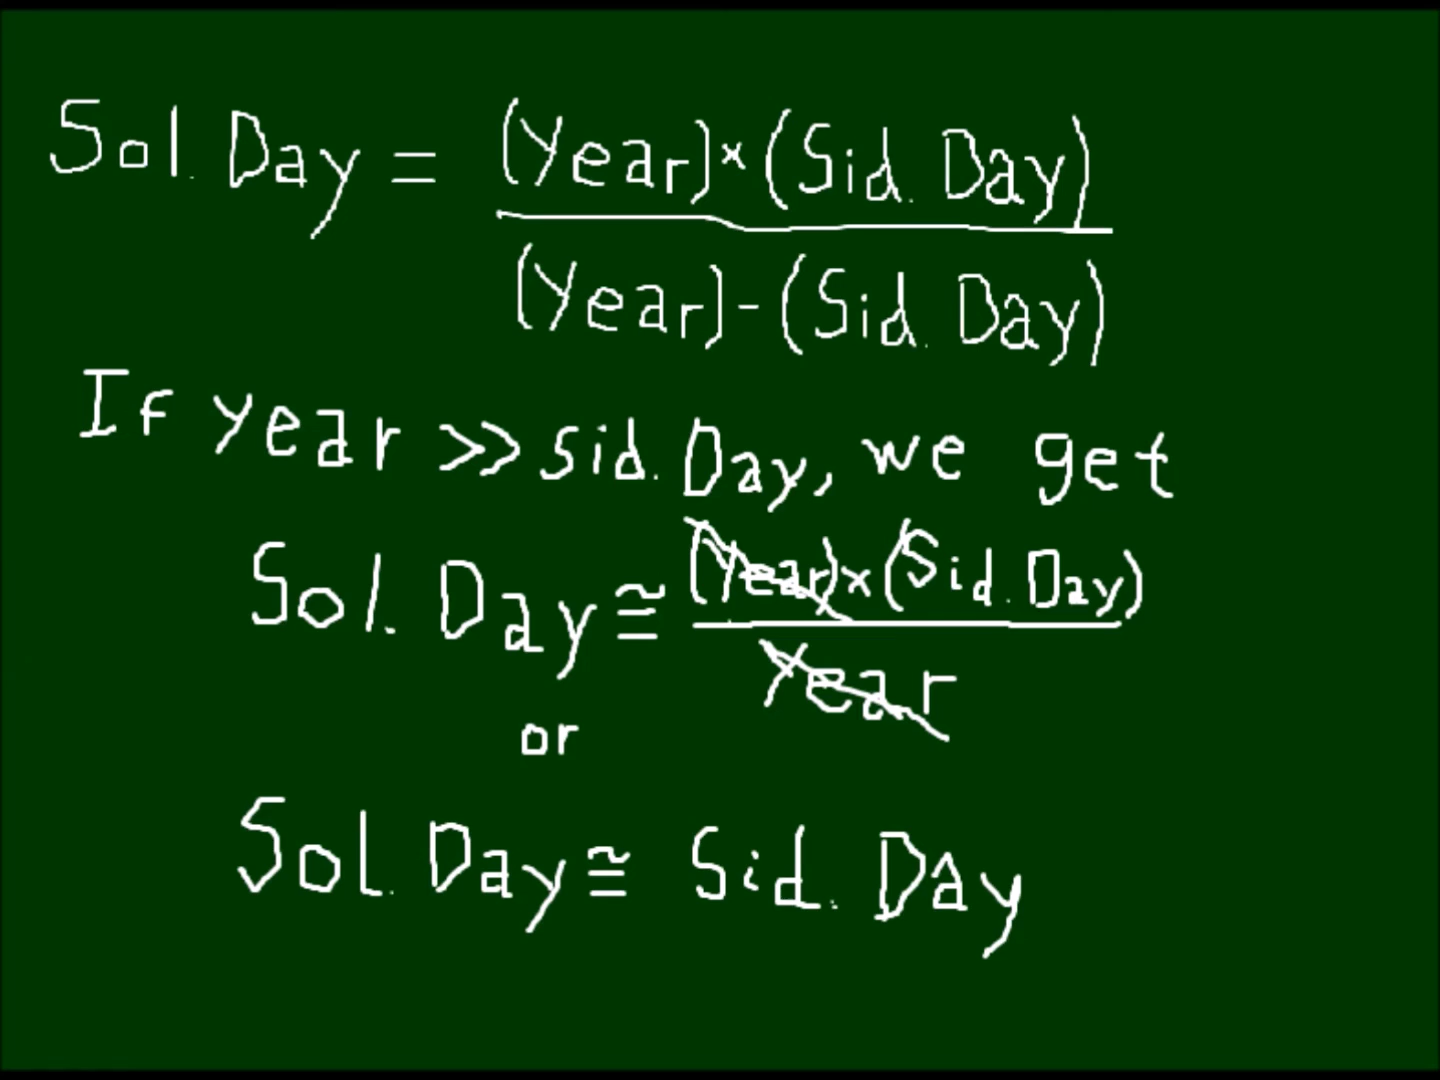 Sol. Day = (Year)×(Sid. Day)
(Year)-(Sid. Day)
If year >> sid. Day, we get
Sol. Day ≅ (Year)×(Sid. Day)
Year
or
Sol. Day ≅ Sid. Day